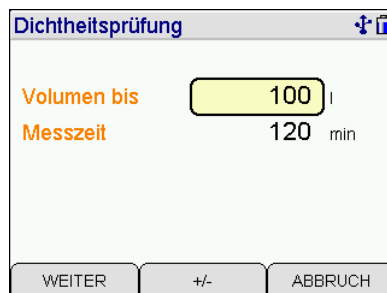 Dichtheitsprüfung
Volumen bis 100 l
Messzeit 120 min
WEITER +/- ABBRUCH